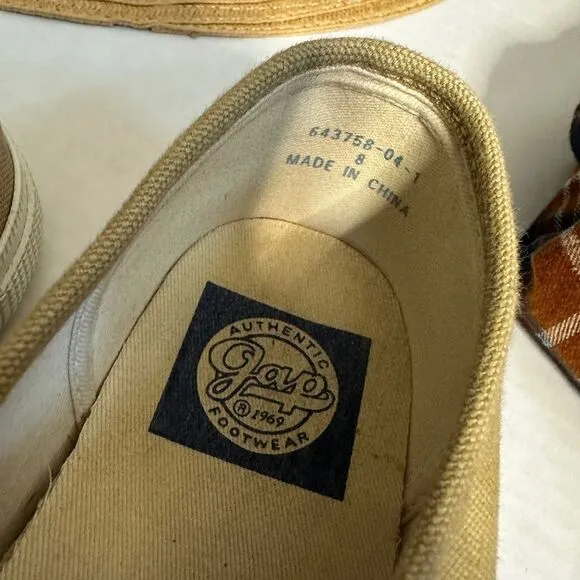 643758-04-1
8
MADE IN CHINA
AUTHENTIC
gap
® 1969
FOOTWEAR